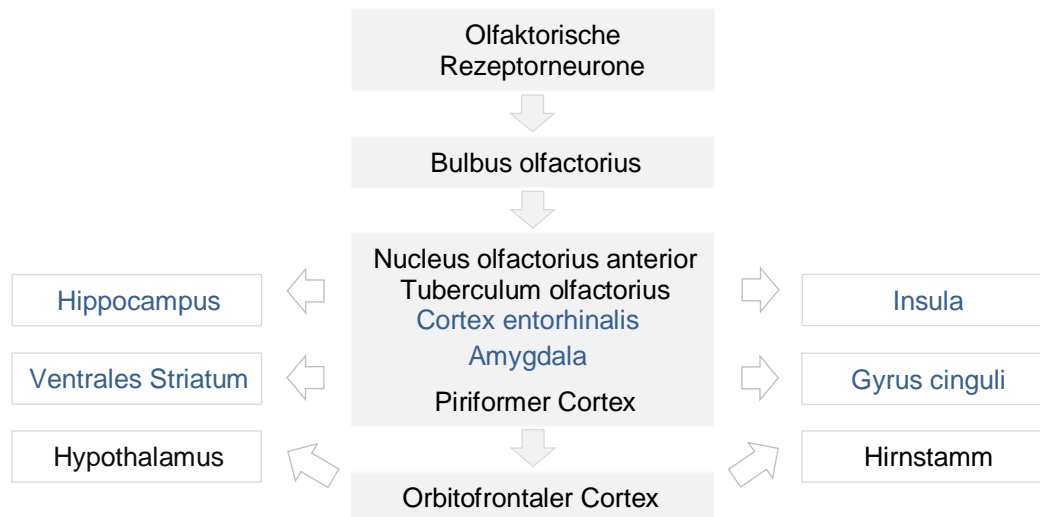 Olfaktorische
Rezeptorneurone
Bulbus olfactorius
Nucleus olfactorius anterior
Tuberculum olfactorius
Cortex entorhinalis
Amygdala
Piriformer Cortex
Hippocampus
Insula
Ventrales Striatum
Gyrus cinguli
Hypothalamus
Hirnstamm
Orbitofrontaler Cortex